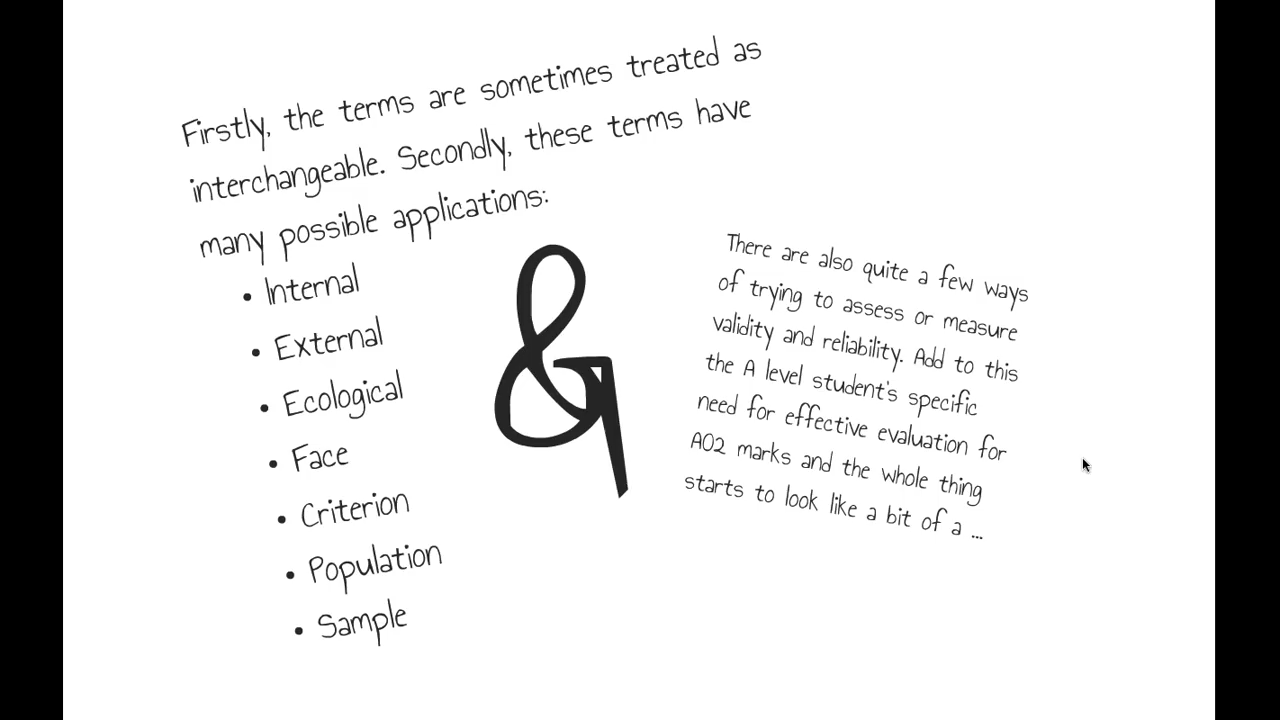 Firstly, the terms are sometimes treated as
interchangeable. Secondly, these terms have
many possible applications:
• Internal
• External
• Ecological
• Face
• Criterion
• Population
• Sample
&
There are also quite a few ways
of trying to assess or measure
validity and reliability. Add to this
the A level student's specific
need for effective evaluation for
AO2 marks and the whole thing
starts to look like a bit of a ...